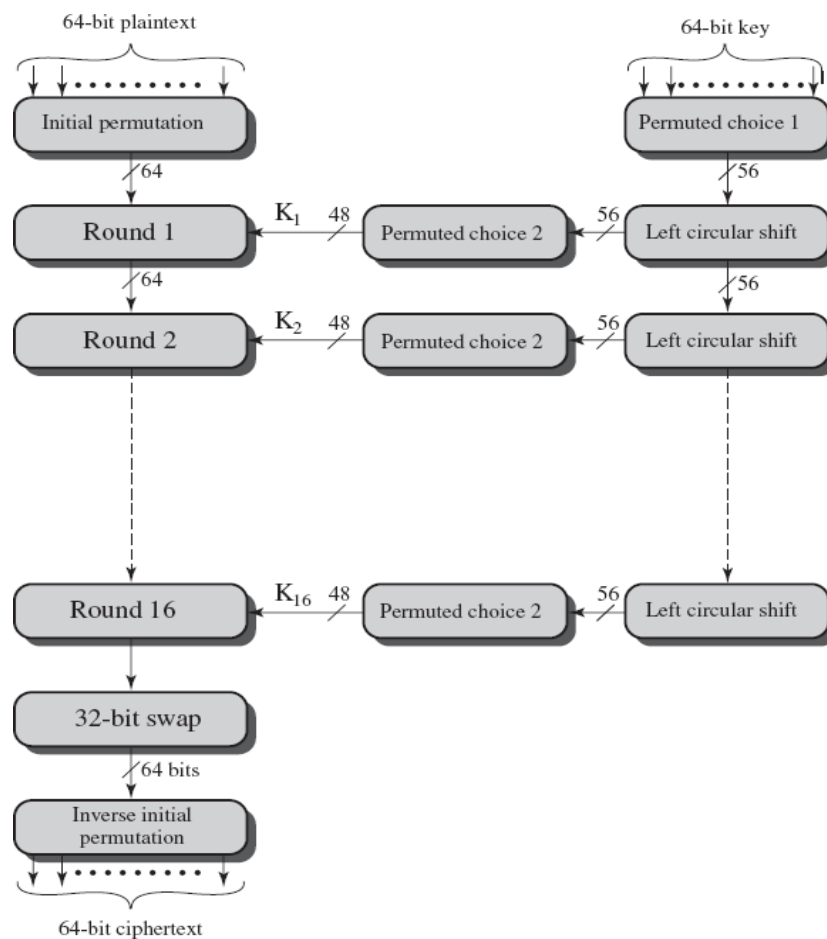 64-bit plaintext
64-bit key
Initial permutation
Permuted choice 1
64
56
Round 1
K1
48
Permuted choice 2
56
Left circular shift
64
56
Round 2
K2
48
Permuted choice 2
56
Left circular shift
Round 16
K16
48
Permuted choice 2
56
Left circular shift
32-bit swap
64 bits
Inverse initial
permutation
64-bit ciphertext